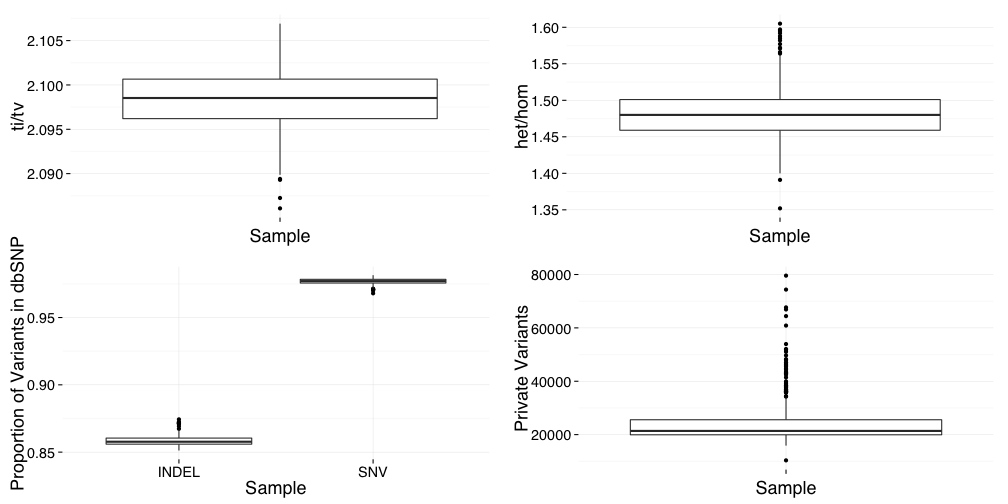 ti/tv
2.105
2.100
2.095
2.090
Sample
het/hom
1.60
1.55
1.50
1.45
1.40
1.35
Sample
Proportion of Variants in dbSNP
0.95
0.90
0.85
INDEL SNV
Sample
Private Variants
80000
60000
40000
20000
Sample